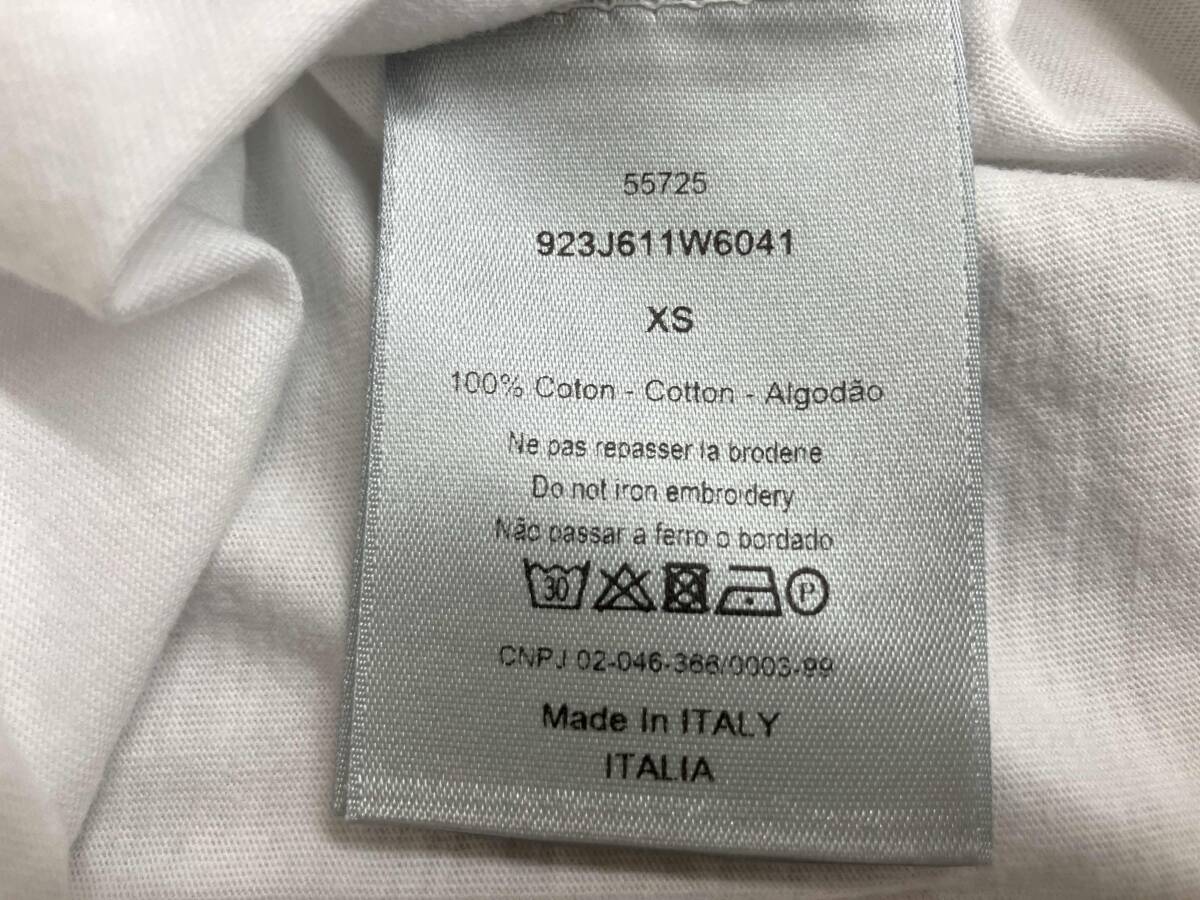 55725
923J611W6041
XS
100% Coton - Cotton - Algodão
Ne pas repasser la broderie
Do not iron embroidery
Não passar a ferro o bordado
30 P
CNPJ 02-046-366/0003-99
Made In ITALY
ITALIA